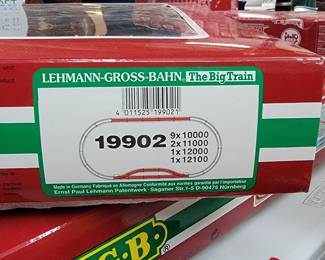 LEHMANN-GROSS-BAHN® The Big Train
4 011525 199021
19902
9x10000
2x11000
1x12000
1x12100
Made in Germany Fabriqué en Allemagne Conformité aux normes garantie par l'importateur
Ernst Paul Lehmann Patentwerk · Saganer Str. 1-5 D-90475 Nürnberg
G·B
®